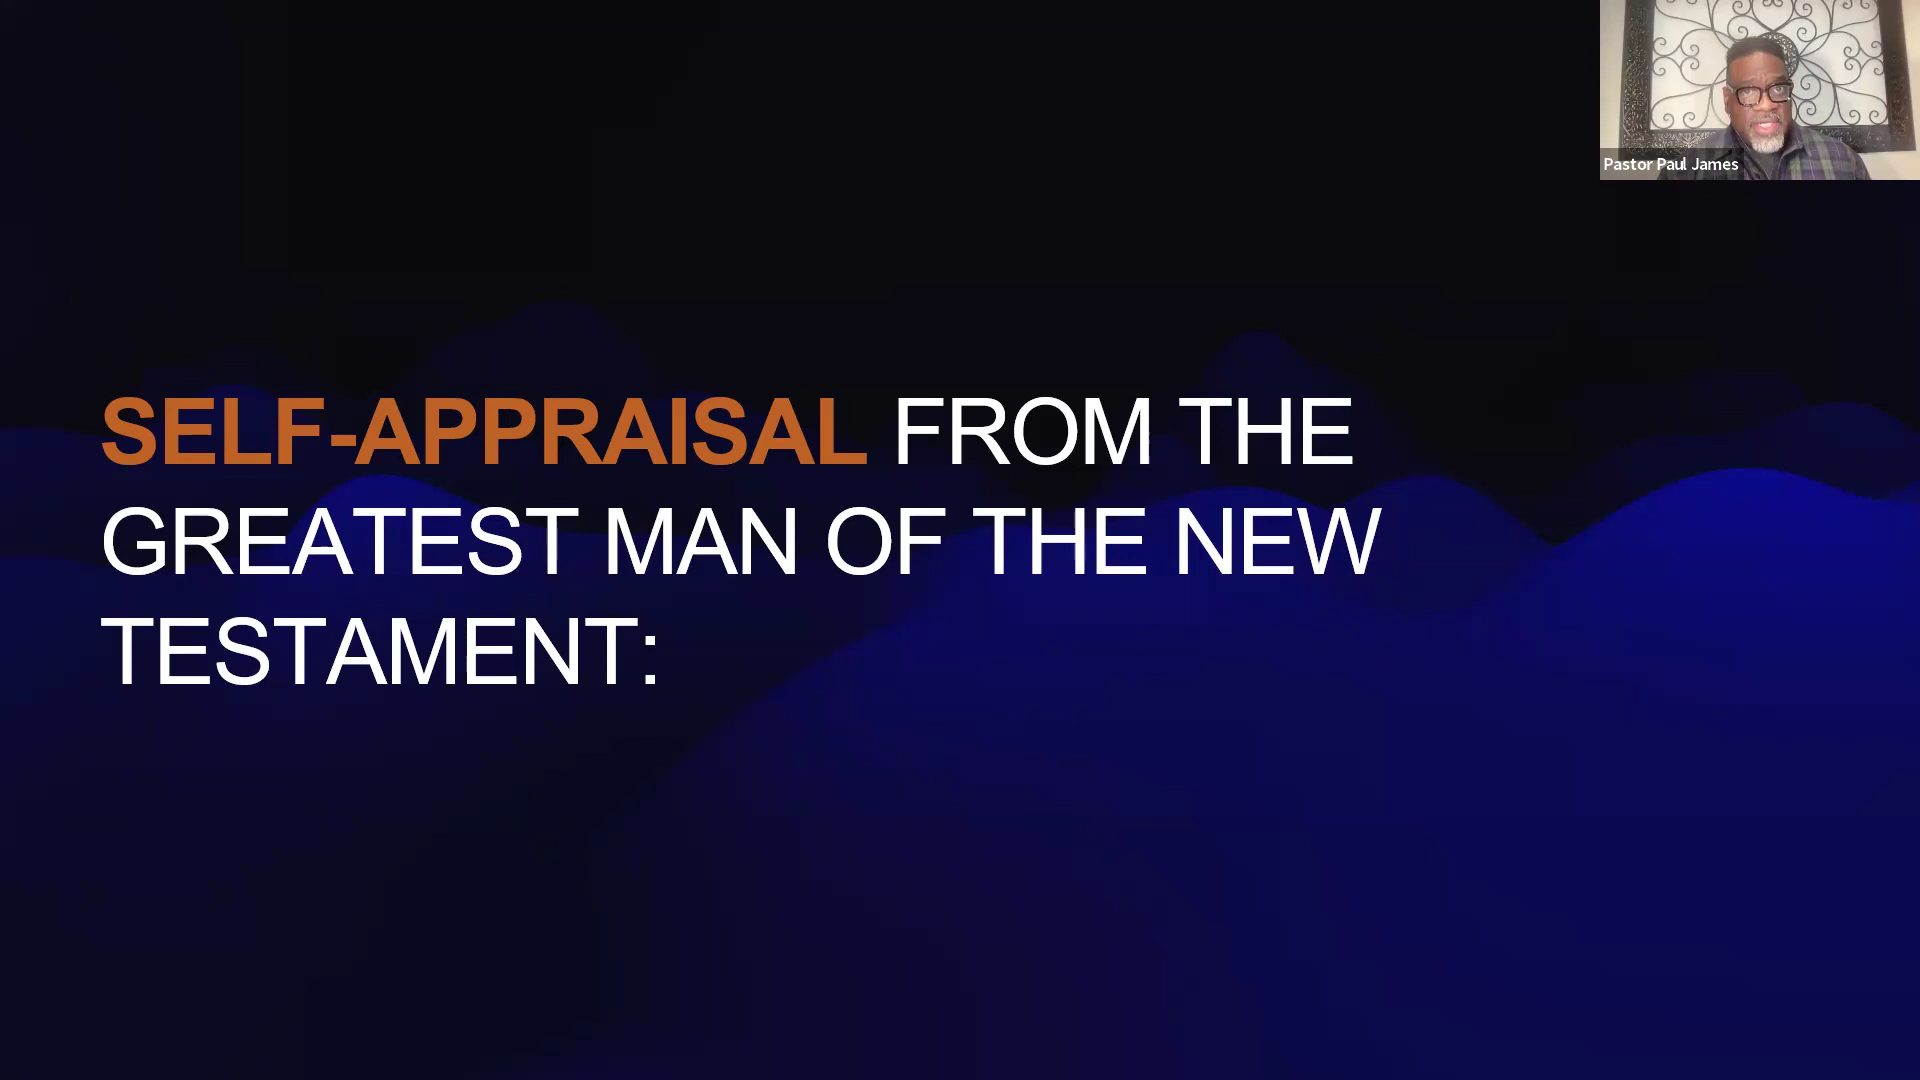 Pastor Paul James
SELF-APPRAISAL FROM THE
GREATEST MAN OF THE NEW
TESTAMENT: